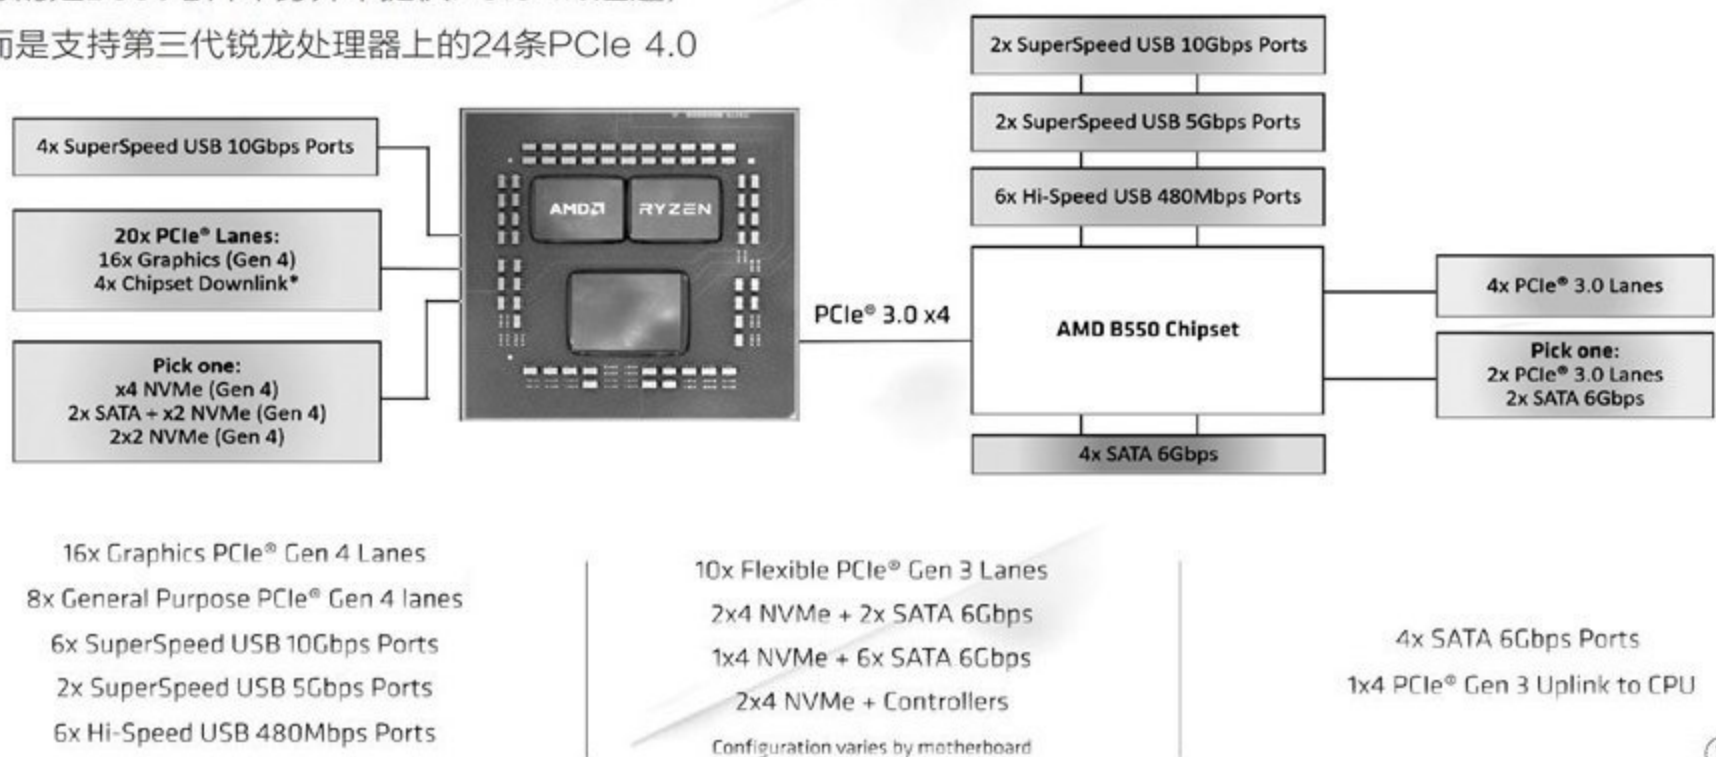 而是支持第三代锐龙处理器上的24条PCIe 4.0
4x SuperSpeed USB 10Gbps Ports
20x PCIe® Lanes:
16x Graphics (Gen 4)
4x Chipset Downlink*
Pick one:
x4 NVMe (Gen 4)
2x SATA + x2 NVMe (Gen 4)
2x2 NVMe (Gen 4)
AMD RYZEN
PCIe® 3.0 x4
2x SuperSpeed USB 10Gbps Ports
2x SuperSpeed USB 5Gbps Ports
6x Hi-Speed USB 480Mbps Ports
AMD B550 Chipset
4x SATA 6Gbps
4x PCIe® 3.0 Lanes
Pick one:
2x PCIe® 3.0 Lanes
2x SATA 6Gbps
16x Graphics PCIe® Gen 4 Lanes
8x General Purpose PCIe® Gen 4 lanes
6x SuperSpeed USB 10Gbps Ports
2x SuperSpeed USB 5Gbps Ports
6x Hi-Speed USB 480Mbps Ports
10x Flexible PCIe® Gen 3 Lanes
2x4 NVMe + 2x SATA 6Gbps
1x4 NVMe + 6x SATA 6Gbps
2x4 NVMe + Controllers
Configuration varies by motherboard
4x SATA 6Gbps Ports
1x4 PCIe® Gen 3 Uplink to CPU